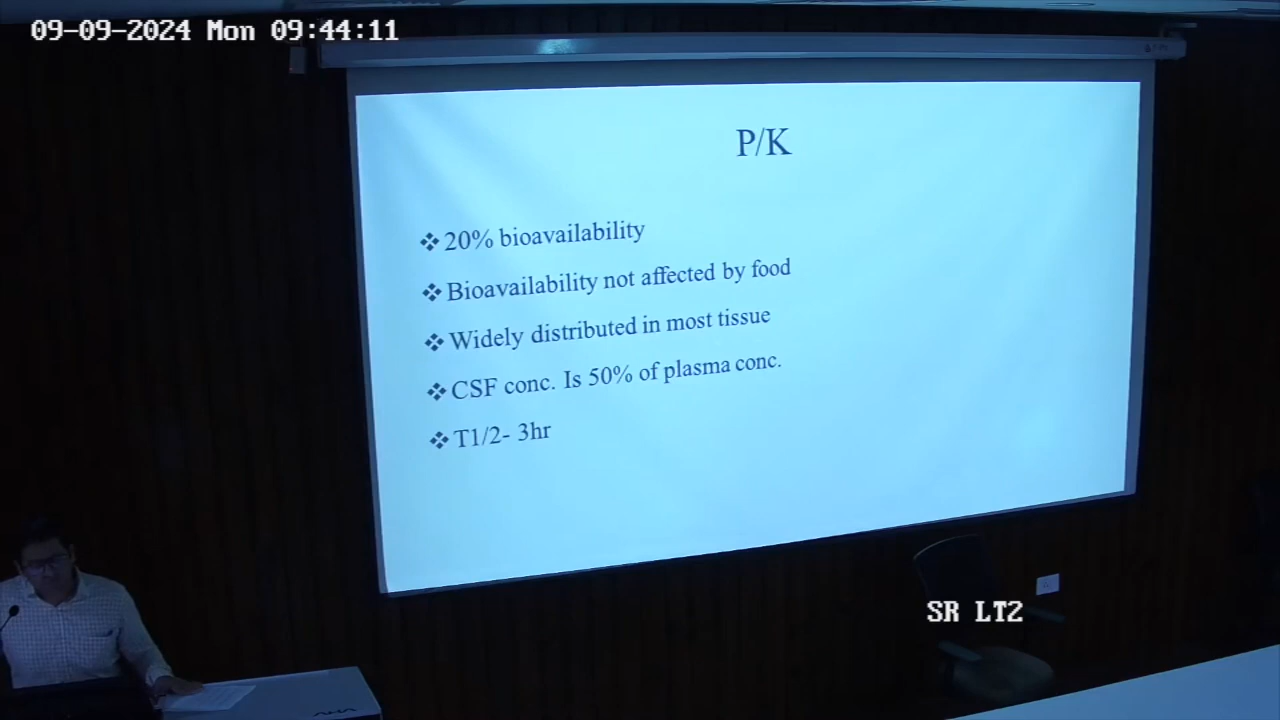 09-09-2024 Mon 09:44:11
P/K
❖ 20% bioavailability
❖ Bioavailability not affected by food
❖ Widely distributed in most tissue
❖ CSF conc. Is 50% of plasma conc.
❖ T1/2- 3hr
SR LT2